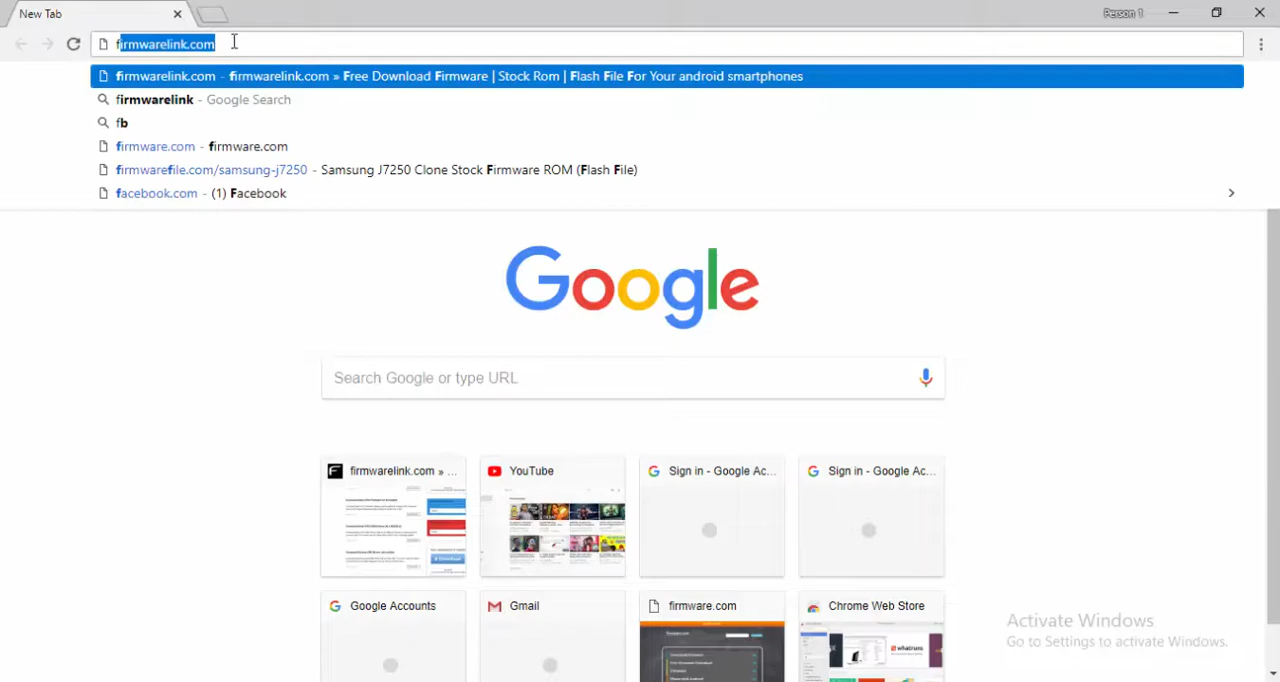 New Tab
Person 1
firmwarelink.com
firmwarelink.com - firmwarelink.com » Free Download Firmware | Stock Rom | Flash File For Your android smartphones
firmwarelink - Google Search
fb
firmware.com - firmware.com
firmwarefile.com/samsung-j7250 - Samsung J7250 Clone Stock Firmware ROM (Flash File)
facebook.com - (1) Facebook
Google
Search Google or type URL
firmwarelink.com » ...
YouTube
Sign in - Google Ac...
Sign in - Google Ac...
Google Accounts
Gmail
firmware.com
Chrome Web Store
whatruns
Activate Windows
Go to Settings to activate Windows.